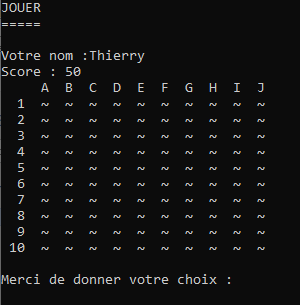 JOUER
=====
Votre nom :Thierry
Score : 50
A B C D E F G H I J
1 ~ ~ ~ ~ ~ ~ ~ ~ ~ ~
2 ~ ~ ~ ~ ~ ~ ~ ~ ~ ~
3 ~ ~ ~ ~ ~ ~ ~ ~ ~ ~
4 ~ ~ ~ ~ ~ ~ ~ ~ ~ ~
5 ~ ~ ~ ~ ~ ~ ~ ~ ~ ~
6 ~ ~ ~ ~ ~ ~ ~ ~ ~ ~
7 ~ ~ ~ ~ ~ ~ ~ ~ ~ ~
8 ~ ~ ~ ~ ~ ~ ~ ~ ~ ~
9 ~ ~ ~ ~ ~ ~ ~ ~ ~ ~
10 ~ ~ ~ ~ ~ ~ ~ ~ ~ ~
Merci de donner votre choix :